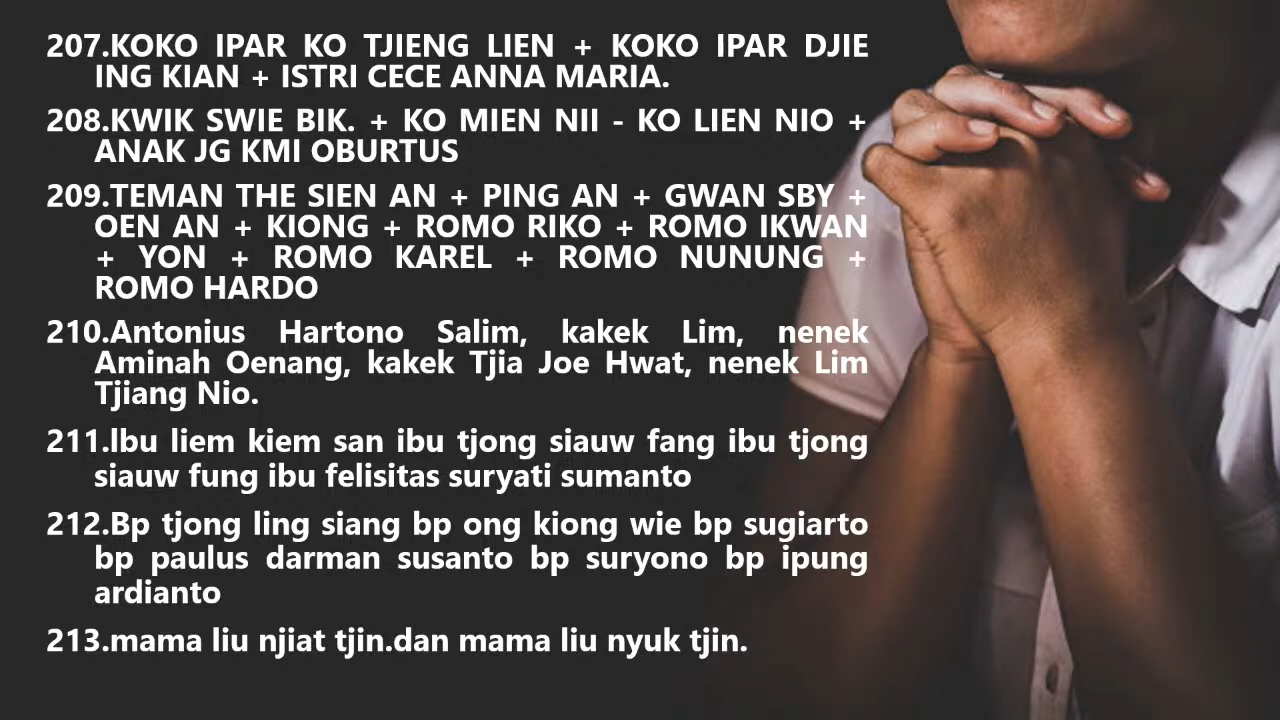 207.KOKO IPAR KO TJIENG LIEN + KOKO IPAR DJIE
ING KIAN + ISTRI CECE ANNA MARIA.
208.KWIK SWIE BIK. + KO MIEN NII - KO LIEN NIO +
ANAK JG KMI OBURTUS
209.TEMAN THE SIEN AN + PING AN + GWAN SBY +
OEN AN + KIONG + ROMO RIKO + ROMO IKWAN
+ YON + ROMO KAREL + ROMO NUNUNG +
ROMO HARDO
210.Antonius Hartono Salim, kakek Lim, nenek
Aminah Oenang, kakek Tjia Joe Hwat, nenek Lim
Tjiang Nio.
211.Ibu liem kiem san ibu tjong siauw fang ibu tjong
siauw fung ibu felisitas suryati sumanto
212.Bp tjong ling siang bp ong kiong wie bp sugiarto
bp paulus darman susanto bp suryono bp ipung
ardianto
213.mama liu njiat tjin.dan mama liu nyuk tjin.